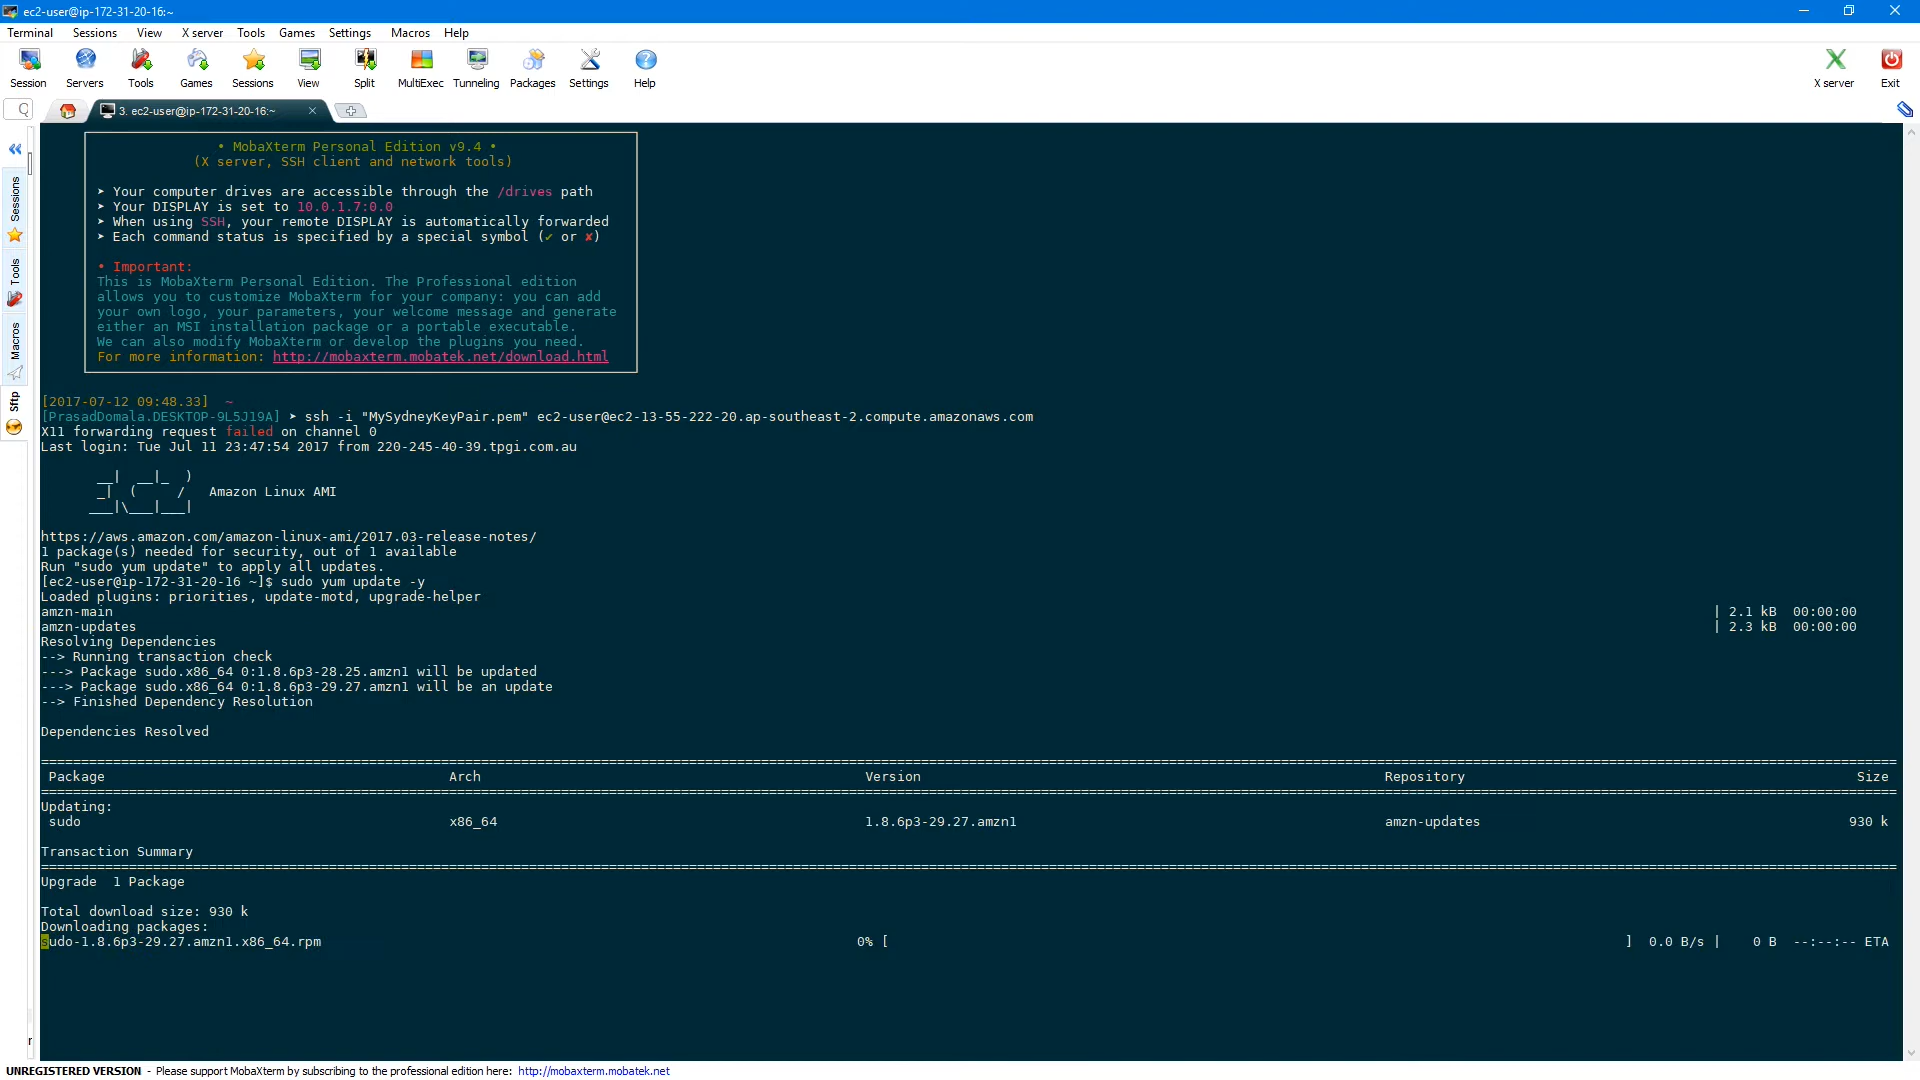 ec2-user@ip-172-31-20-16:~
Terminal Sessions View X server Tools Games Settings Macros Help
Session Servers Tools Games Sessions View Split MultiExec Tunneling Packages Settings Help X server Exit
3. ec2-user@ip-172-31-20-16:~
Sessions
Tools
Macros
Sftp
• MobaXterm Personal Edition v9.4 •
(X server, SSH client and network tools)
➤ Your computer drives are accessible through the /drives path
➤ Your DISPLAY is set to 10.0.1.7:0.0
➤ When using SSH, your remote DISPLAY is automatically forwarded
➤ Each command status is specified by a special symbol (✔ or ✘)
• Important:
This is MobaXterm Personal Edition. The Professional edition
allows you to customize MobaXterm for your company: you can add
your own logo, your parameters, your welcome message and generate
either an MSI installation package or a portable executable.
We can also modify MobaXterm or develop the plugins you need.
For more information: http://mobaxterm.mobatek.net/download.html
[2017-07-12 09:48.33] ~
[PrasadDomala.DESKTOP-9L5J19A] ➤ ssh -i "MySydneyKeyPair.pem" ec2-user@ec2-13-55-222-20.ap-southeast-2.compute.amazonaws.com
X11 forwarding request failed on channel 0
Last login: Tue Jul 11 23:47:54 2017 from 220-245-40-39.tpgi.com.au
__|  __|_  )
_|  (     /   Amazon Linux AMI
___|\___|___|
https://aws.amazon.com/amazon-linux-ami/2017.03-release-notes/
1 package(s) needed for security, out of 1 available
Run "sudo yum update" to apply all updates.
[ec2-user@ip-172-31-20-16 ~]$ sudo yum update -y
Loaded plugins: priorities, update-motd, upgrade-helper
amzn-main | 2.1 kB 00:00:00
amzn-updates | 2.3 kB 00:00:00
Resolving Dependencies
--> Running transaction check
---> Package sudo.x86_64 0:1.8.6p3-28.25.amzn1 will be updated
---> Package sudo.x86_64 0:1.8.6p3-29.27.amzn1 will be an update
--> Finished Dependency Resolution
Dependencies Resolved
Package Arch Version Repository Size
Updating:
sudo x86_64 1.8.6p3-29.27.amzn1 amzn-updates 930 k
Transaction Summary
Upgrade 1 Package
Total download size: 930 k
Downloading packages:
sudo-1.8.6p3-29.27.amzn1.x86_64.rpm 0% [ ] 0.0 B/s | 0 B --:--:-- ETA
UNREGISTERED VERSION - Please support MobaXterm by subscribing to the professional edition here: http://mobaxterm.mobatek.net